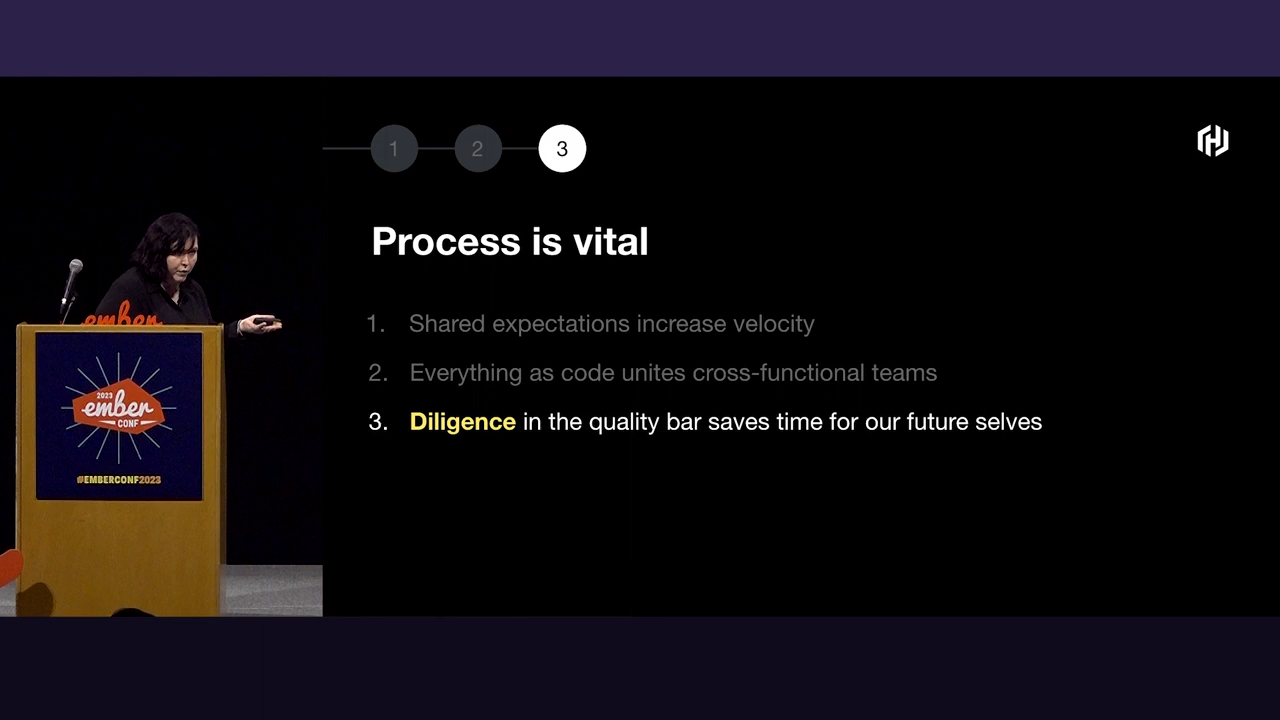 1 2 3
Process is vital
1. Shared expectations increase velocity
2. Everything as code unites cross-functional teams
3. Diligence in the quality bar saves time for our future selves
ember
2023
ember
CONF
#EMBERCONF2023